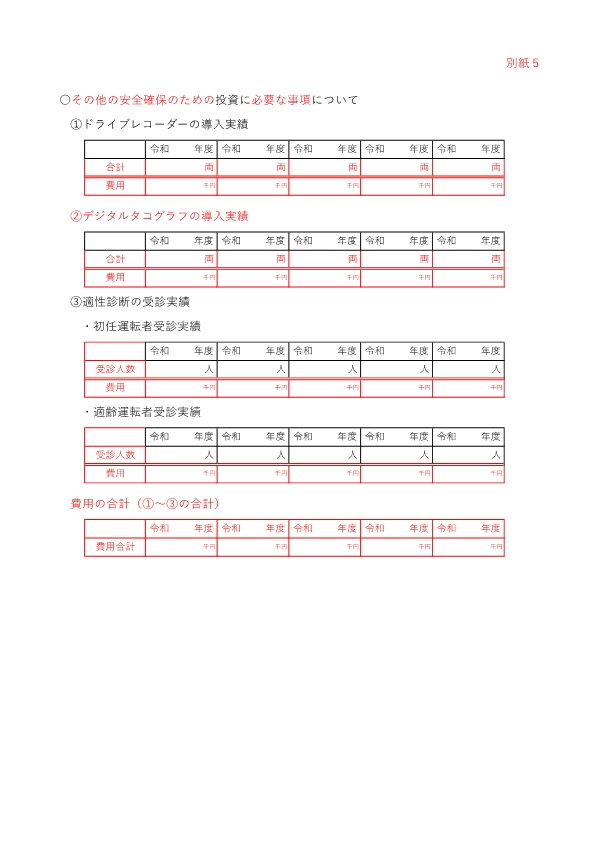 別紙５
○その他の安全確保のための投資に必要な事項について
①ドライブレコーダーの導入実績
令和　年度 令和　年度 令和　年度 令和　年度 令和　年度
合計 両 両 両 両 両
費用 千円 千円 千円 千円 千円
②デジタルタコグラフの導入実績
令和　年度 令和　年度 令和　年度 令和　年度 令和　年度
合計 両 両 両 両 両
費用 千円 千円 千円 千円 千円
③適性診断の受診実績
・初任運転者受診実績
令和　年度 令和　年度 令和　年度 令和　年度 令和　年度
受診人数 人 人 人 人 人
費用 千円 千円 千円 千円 千円
・適齢運転者受診実績
令和　年度 令和　年度 令和　年度 令和　年度 令和　年度
受診人数 人 人 人 人 人
費用 千円 千円 千円 千円 千円
費用の合計（①～③の合計）
令和　年度 令和　年度 令和　年度 令和　年度 令和　年度
費用合計 千円 千円 千円 千円 千円